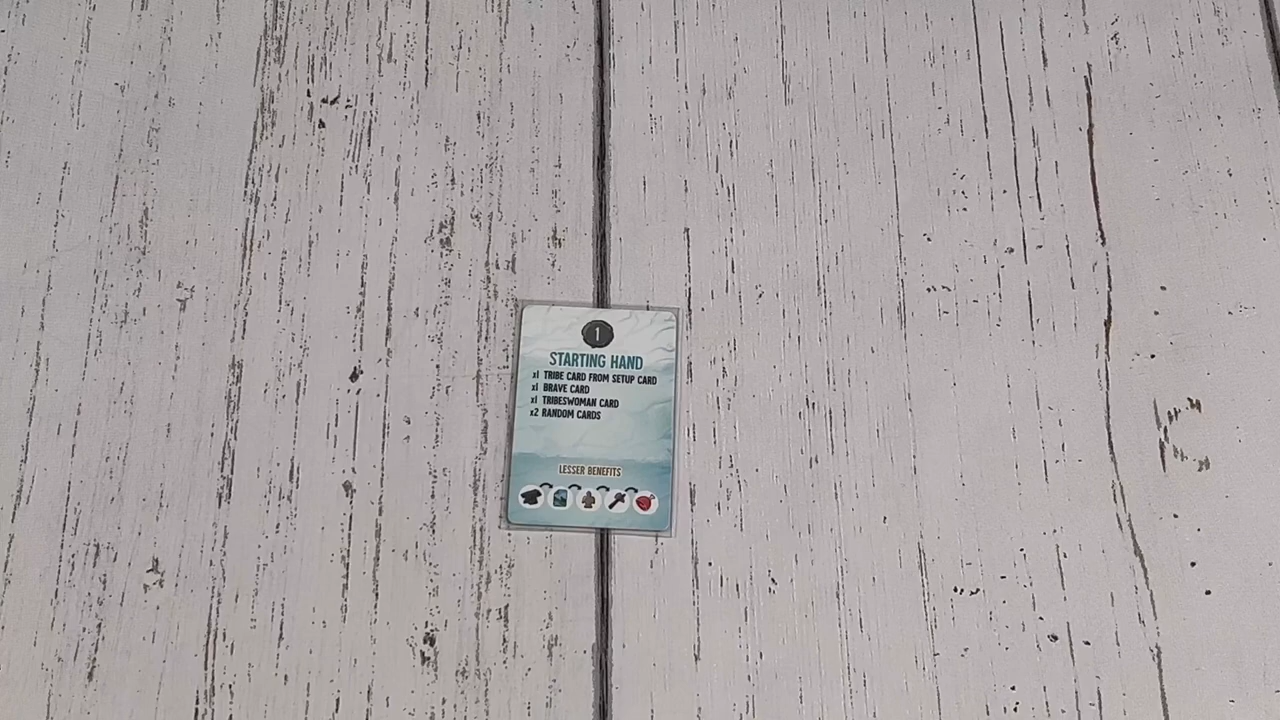 1
STARTING HAND
x1 TRIBE CARD FROM SETUP CARD
x1 BRAVE CARD
x1 TRIBESWOMAN CARD
x2 RANDOM CARDS
LESSER BENEFITS